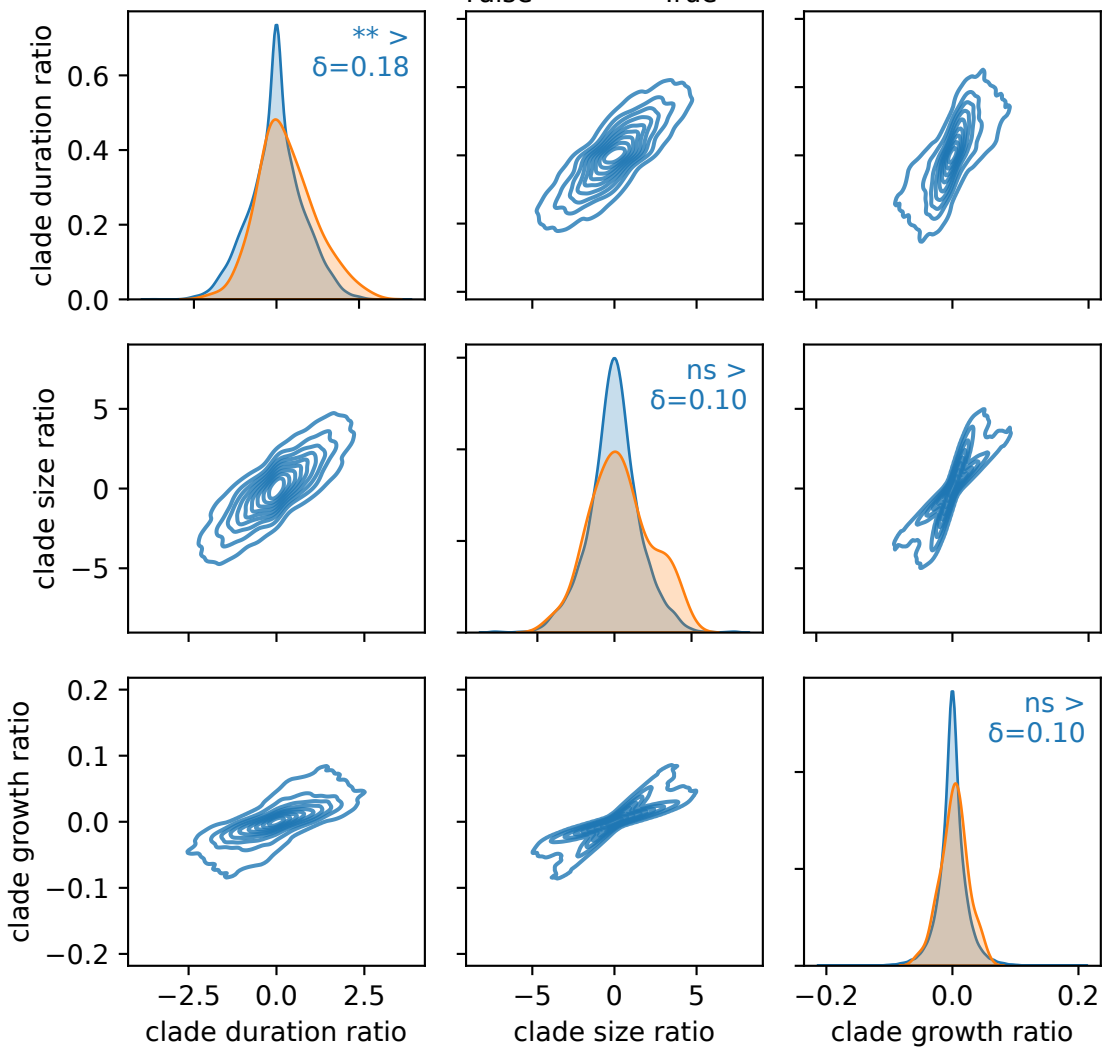 False True
clade duration ratio
** >
δ=0.18
0.6
0.4
0.2
0.0
clade size ratio
ns >
δ=0.10
5
0
−5
clade growth ratio
ns >
δ=0.10
0.2
0.1
0.0
−0.1
−0.2
−2.5 0.0 2.5 −5 0 5 −0.2 0.0 0.2
clade duration ratio clade size ratio clade growth ratio